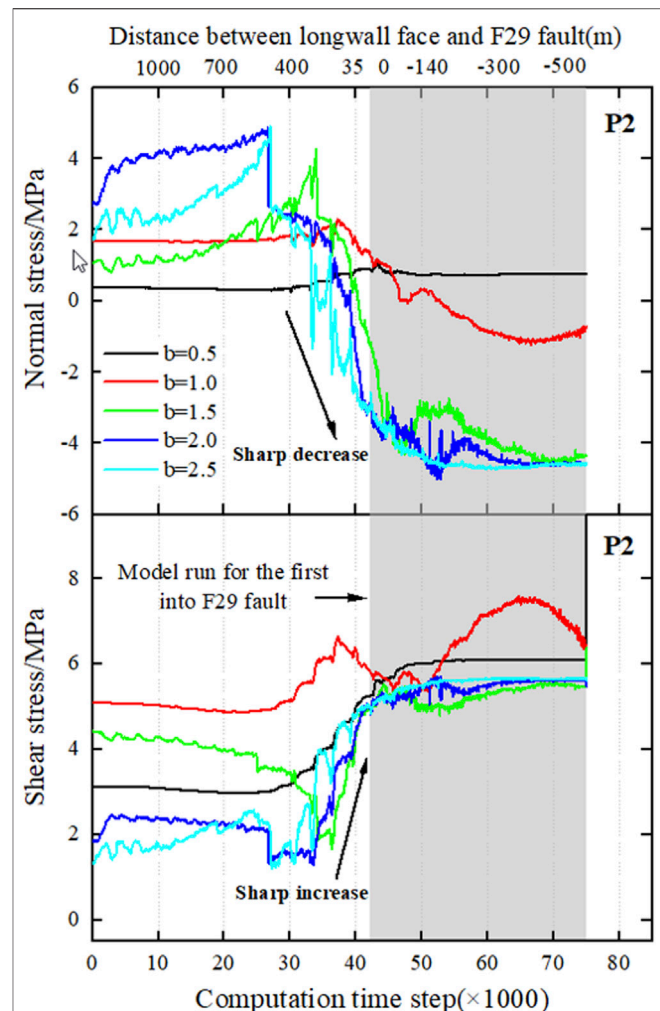 Distance between longwall face and F29 fault(m)
1000 700 400 35 0 -140 -300 -500
6
P2
4
2
0
-2
-4
-6
Normal stress/MPa
b=0.5
b=1.0
b=1.5
b=2.0
b=2.5
Sharp decrease
P2
Model run for the first
into F29 fault
8
6
4
2
0
Shear stress/MPa
Sharp increase
0 10 20 30 40 50 60 70 80
Computation time step(×1000)